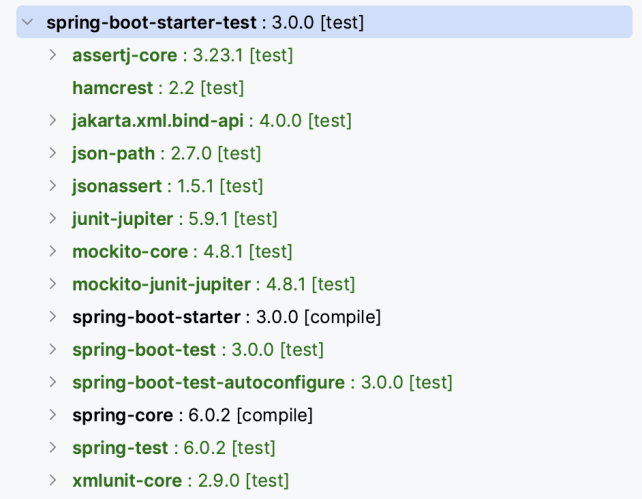 spring-boot-starter-test : 3.0.0 [test]
assertj-core : 3.23.1 [test]
hamcrest : 2.2 [test]
jakarta.xml.bind-api : 4.0.0 [test]
json-path : 2.7.0 [test]
jsonassert : 1.5.1 [test]
junit-jupiter : 5.9.1 [test]
mockito-core : 4.8.1 [test]
mockito-junit-jupiter : 4.8.1 [test]
spring-boot-starter : 3.0.0 [compile]
spring-boot-test : 3.0.0 [test]
spring-boot-test-autoconfigure : 3.0.0 [test]
spring-core : 6.0.2 [compile]
spring-test : 6.0.2 [test]
xmlunit-core : 2.9.0 [test]